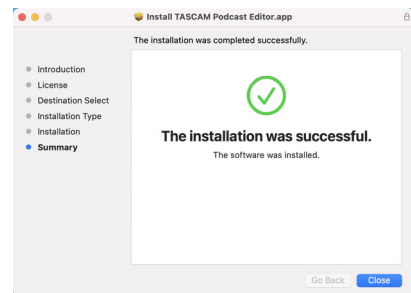 Install TASCAM Podcast Editor.app
The installation was completed successfully.
Introduction
License
Destination Select
Installation Type
Installation
Summary
The installation was successful.
The software was installed.
Go Back
Close